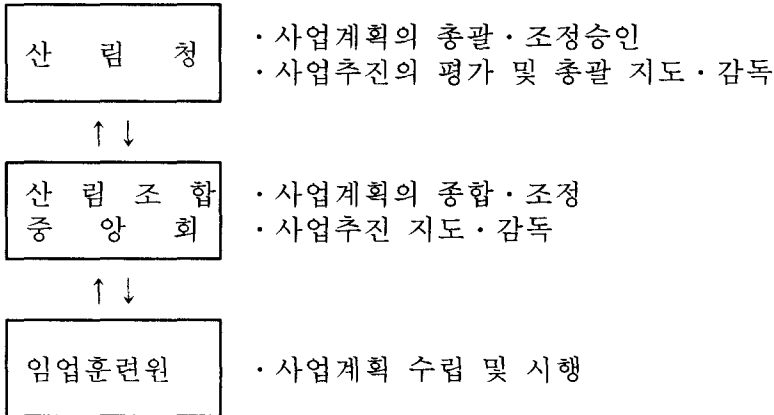 산 림 청
·사업계획의 총괄·조정승인
·사업추진의 평가 및 총괄 지도·감독
↑↓
산 림 조 합
중 앙 회
·사업계획의 종합·조정
·사업추진 지도·감독
↑↓
임업훈련원 ·사업계획 수립 및 시행